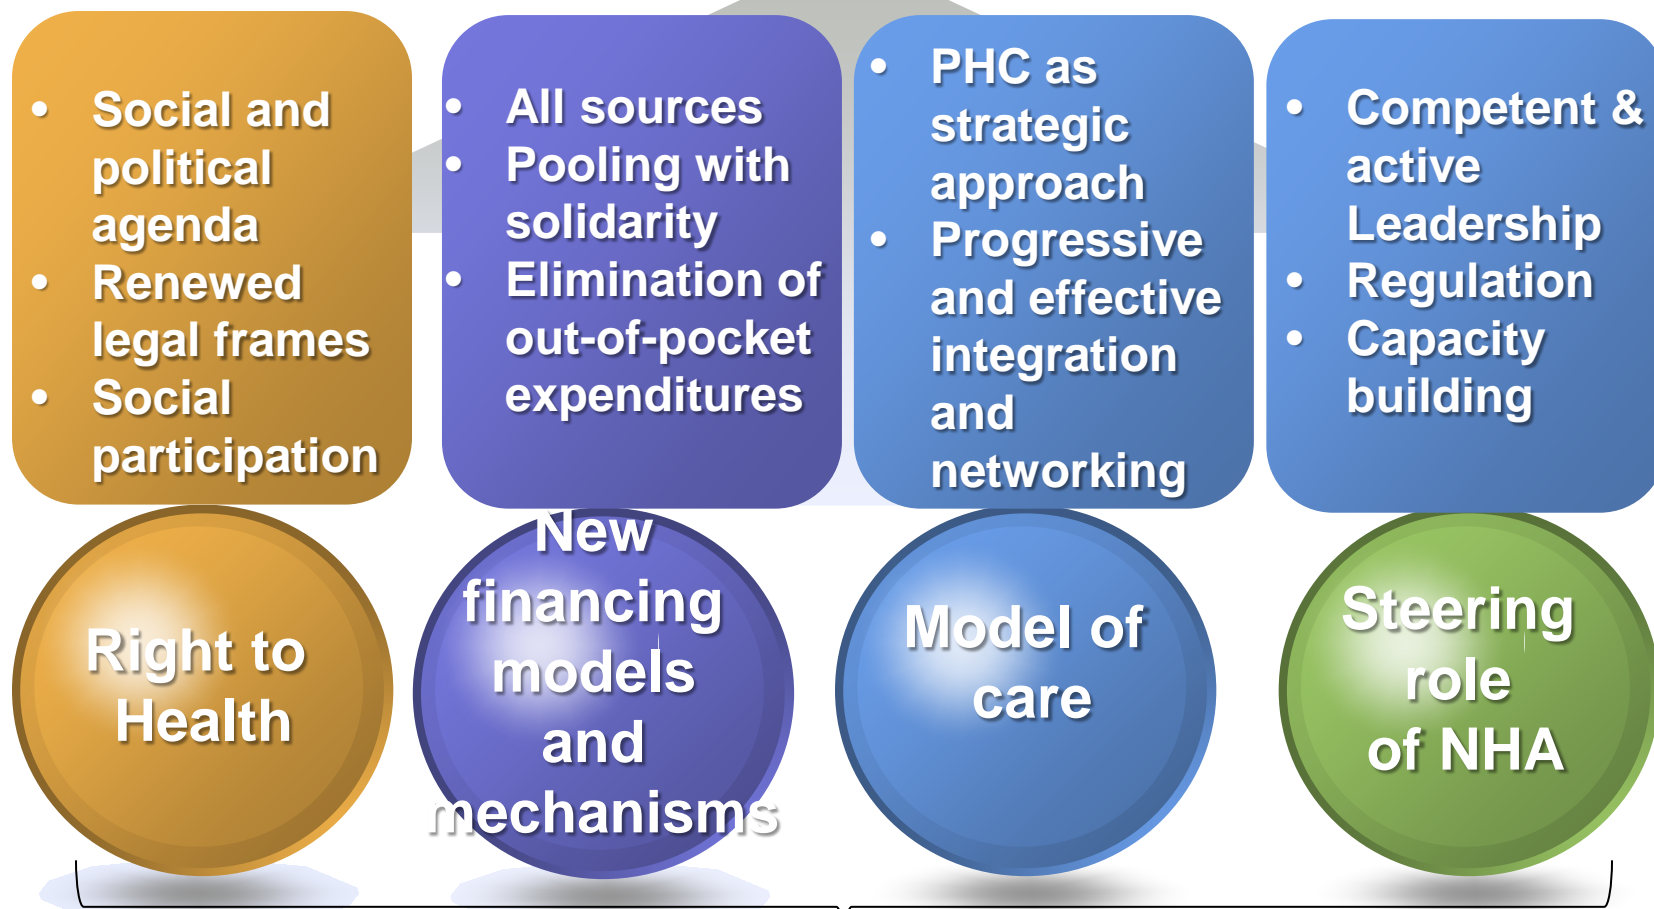 • Social and
political
agenda
• Renewed
legal frames
• Social
participation
• All sources
• Pooling with
solidarity
• Elimination of
out-of-pocket
expenditures
• PHC as
strategic
approach
• Progressive
and effective
integration
and
networking
• Competent &
active
Leadership
• Regulation
• Capacity
building
Right to
Health
New
financing
models
and
mechanisms
Model of
care
Steering
role
of NHA